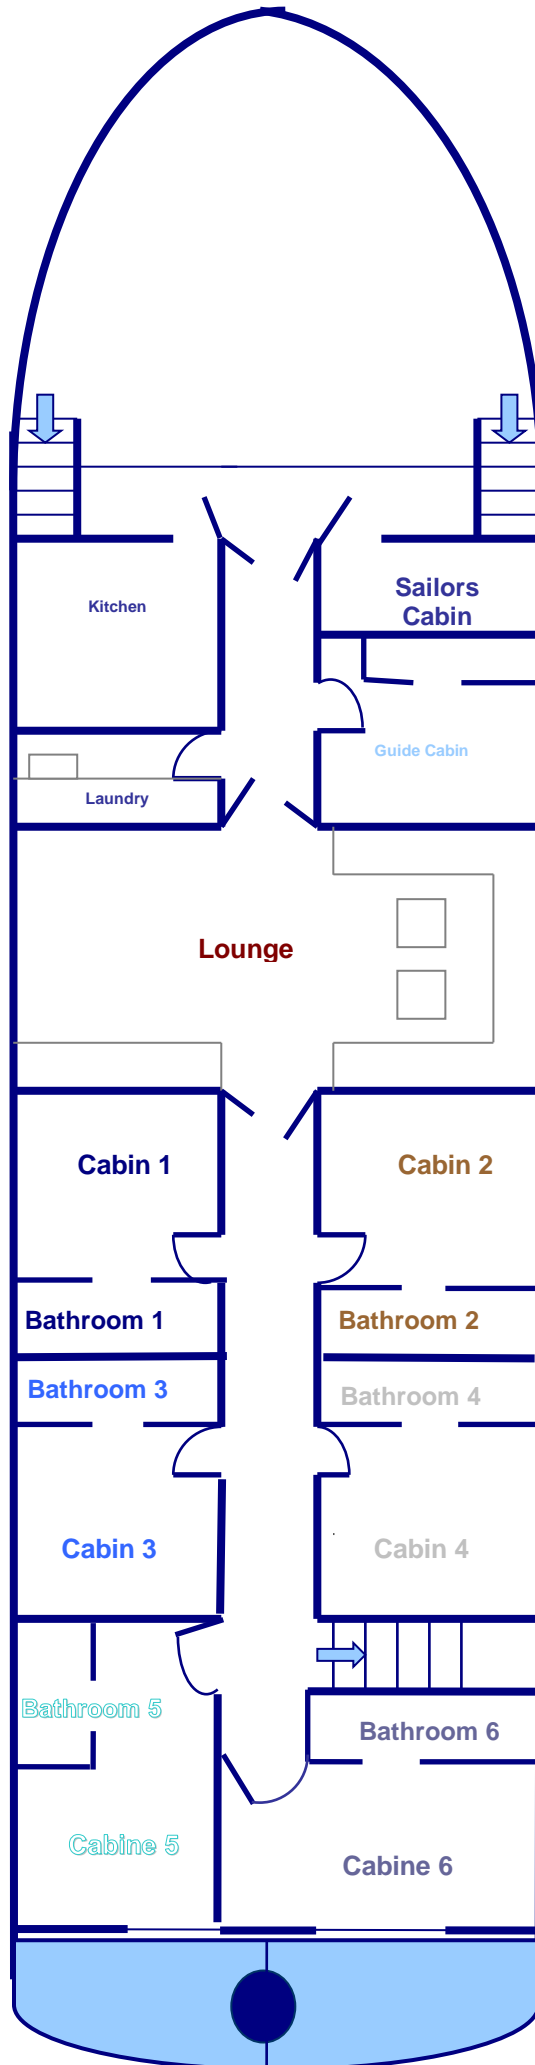 Sailors
Cabin
Kitchen
Guide Cabin
Laundry
Lounge
Cabin 1
Cabin 2
Bathroom 1
Bathroom 2
Bathroom 3
Bathroom 4
Cabin 3
Cabin 4
Bathroom 5
Bathroom 6
Cabine 5
Cabine 6